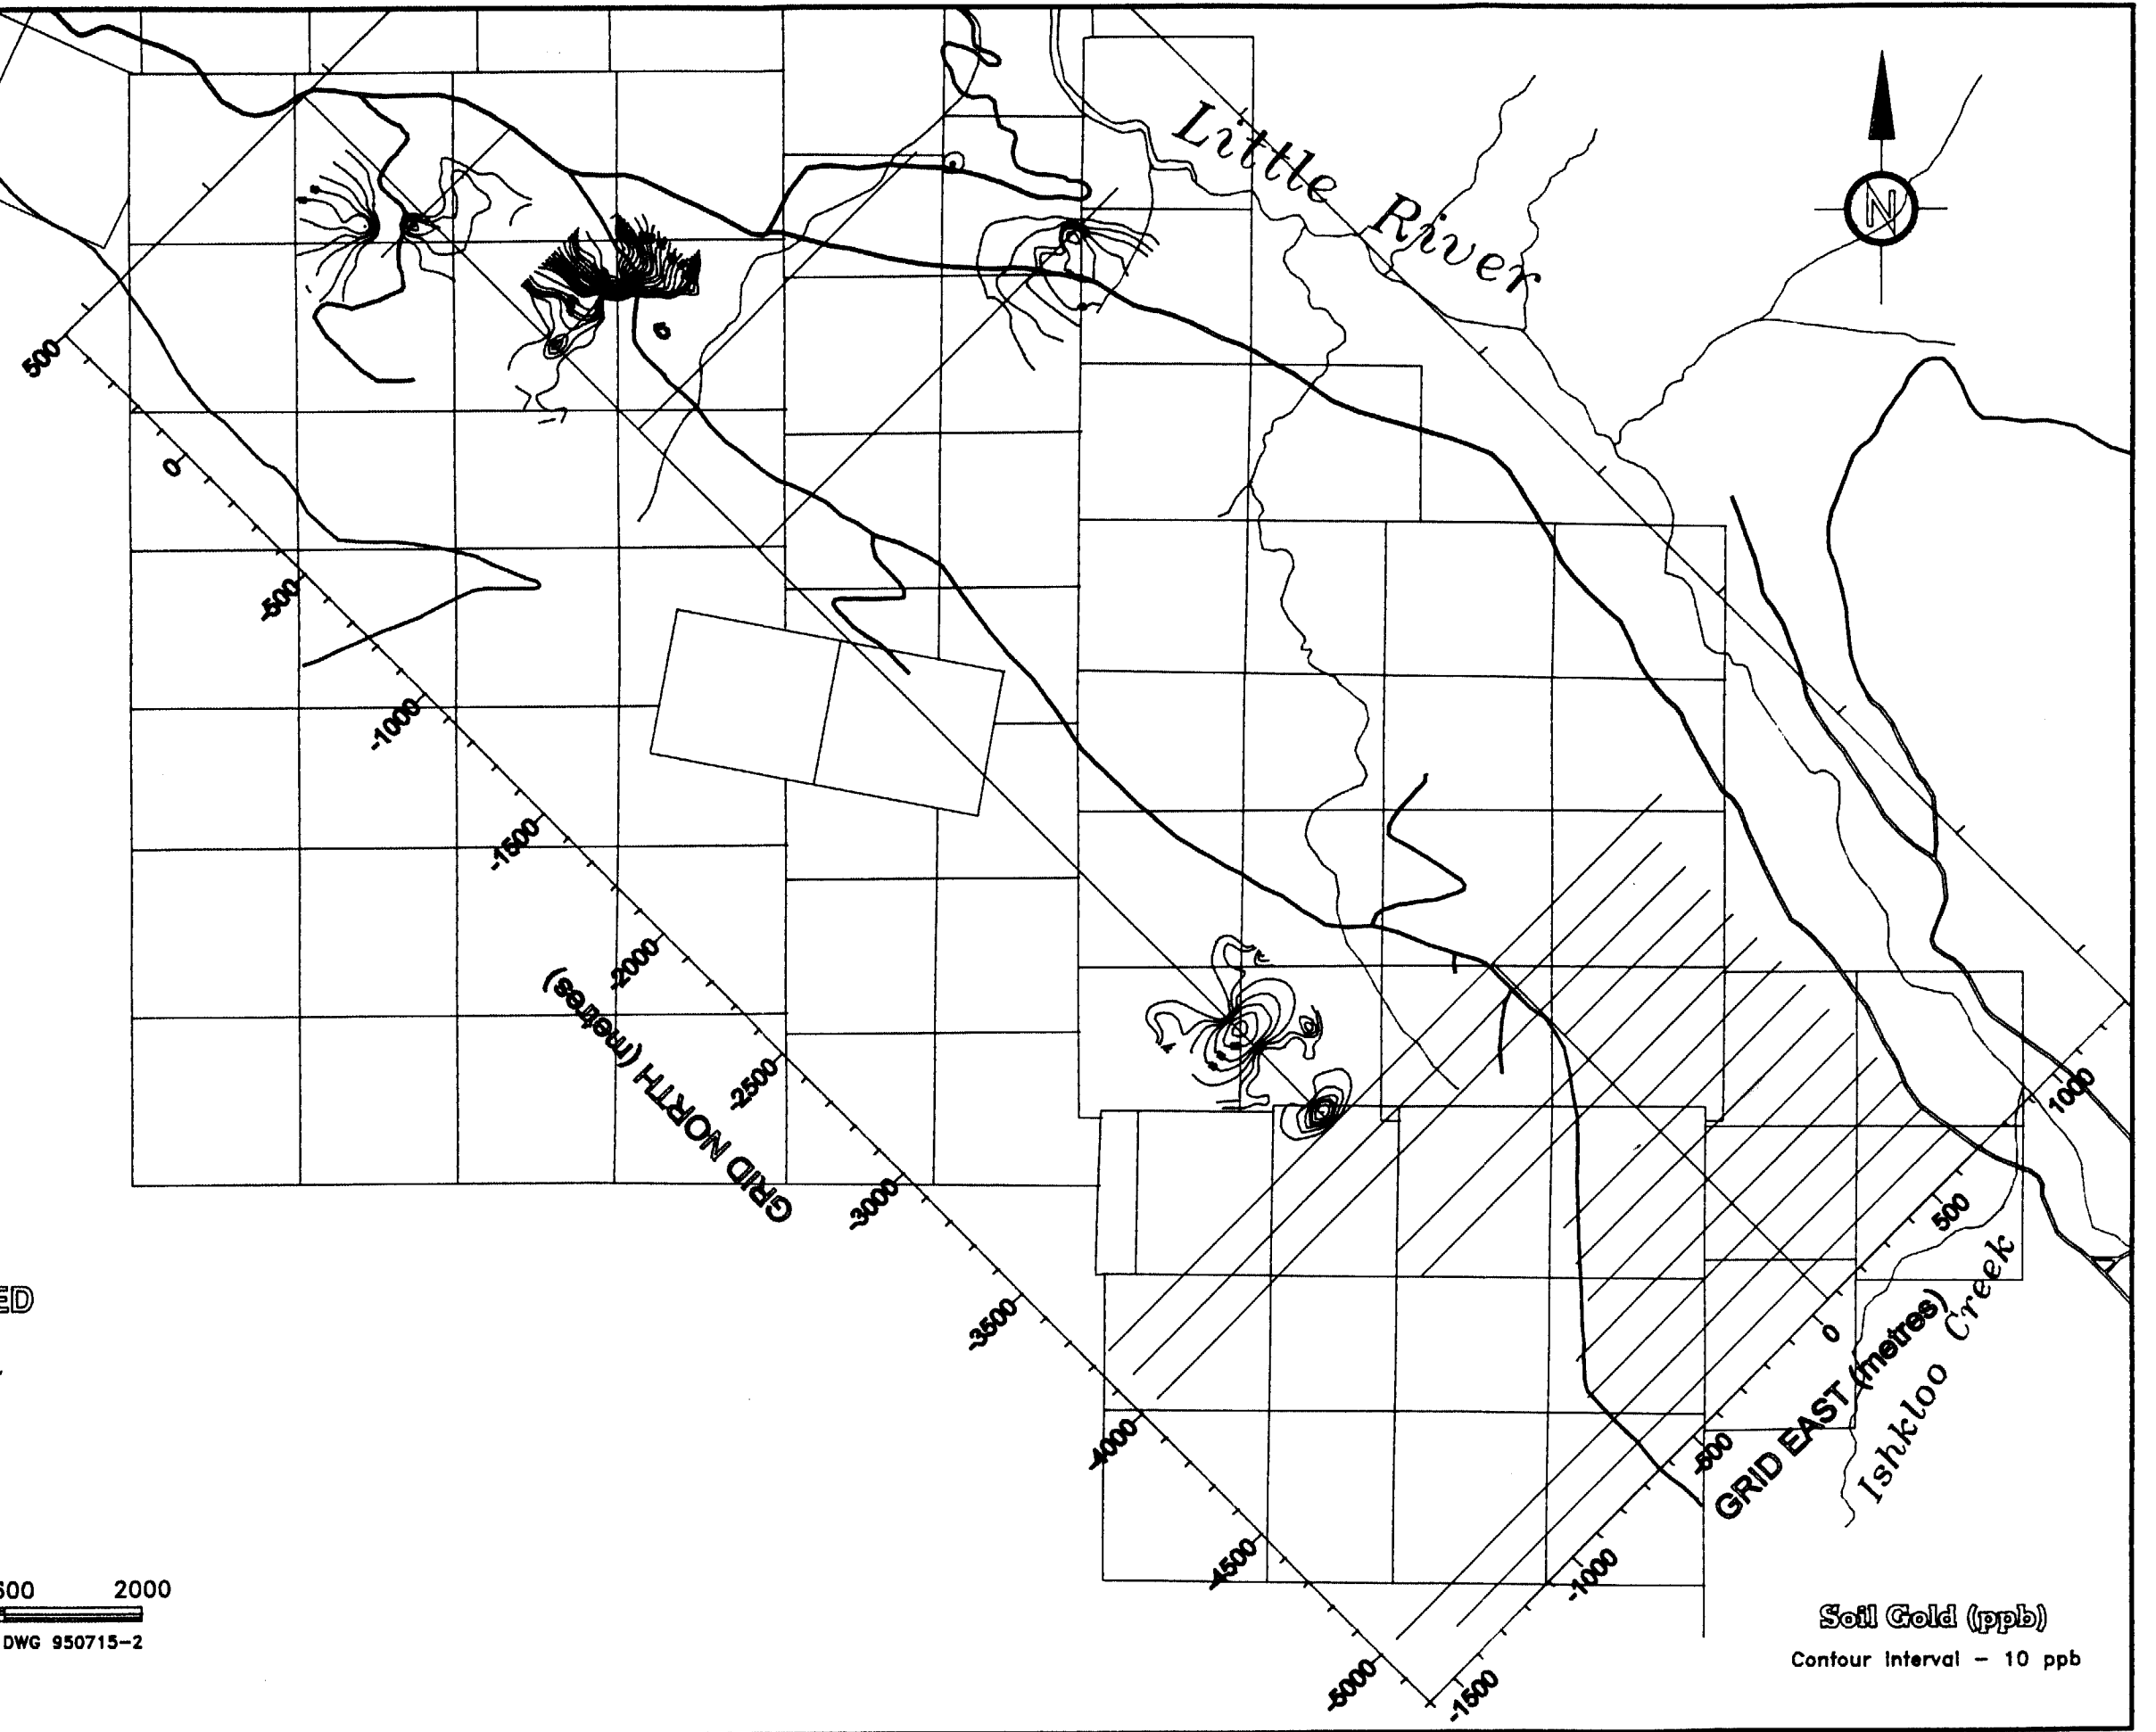 Little River
N
500
0
-500
-1000
-1500
-2000
GRID NORTH (metres)
-2500
-3000
-3500
-4000
-4500
-5000
1000
500
0
GRID EAST (metres)
-500
-1000
-1500
Ishkloo Creek
2000
DWG 950715-2
Soil Gold (ppb)
Contour Interval - 10 ppb